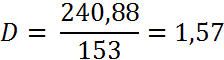 D = 240,88 / 153 = 1,57